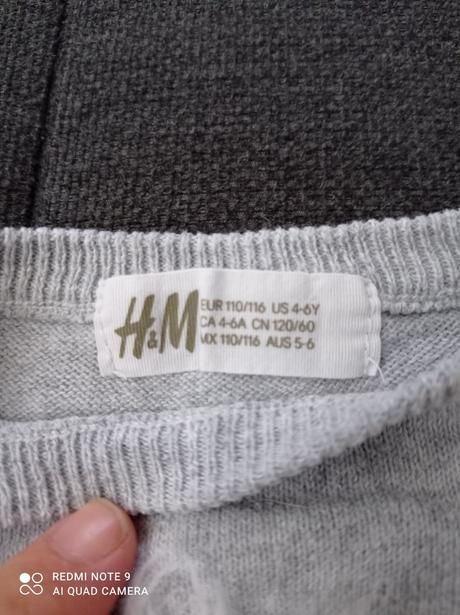 H&M
EUR 110/116 US 4-6Y
CA 4-6A CN 120/60
MX 110/116 AUS 5-6
REDMI NOTE 9
AI QUAD CAMERA